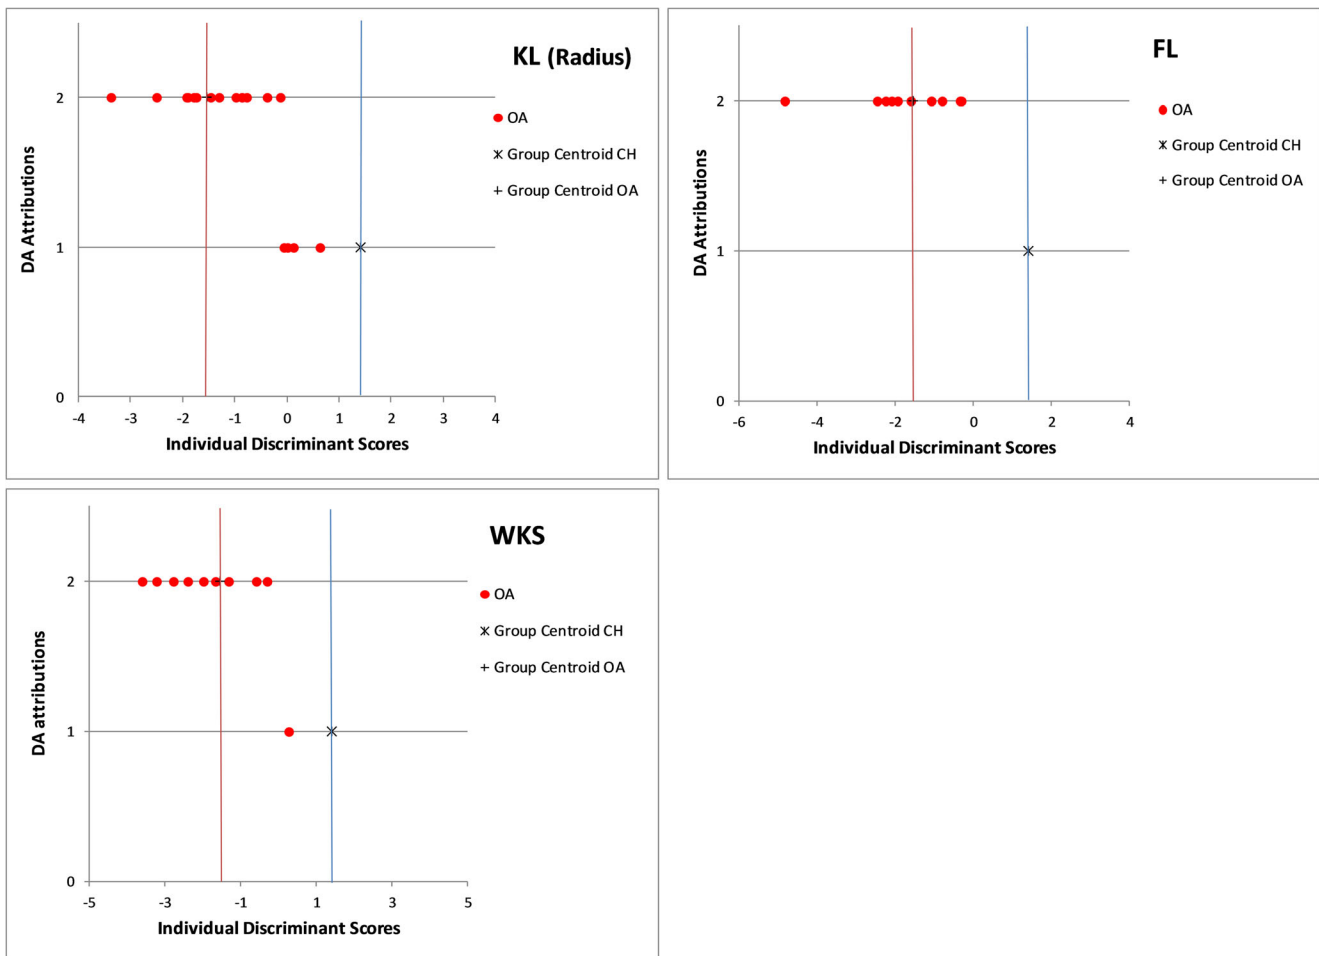 KL (Radius)
OA
Group Centroid CH
Group Centroid OA
DA Attributions
2
1
0
-4 -3 -2 -1 0 1 2 3 4
Individual Discriminant Scores
FL
OA
Group Centroid CH
Group Centroid OA
DA Attributions
2
1
0
-6 -4 -2 0 2 4
Individual Discriminant Scores
WKS
OA
Group Centroid CH
Group Centroid OA
DA attributions
2
1
0
-5 -3 -1 1 3 5
Individual Discriminant Scores